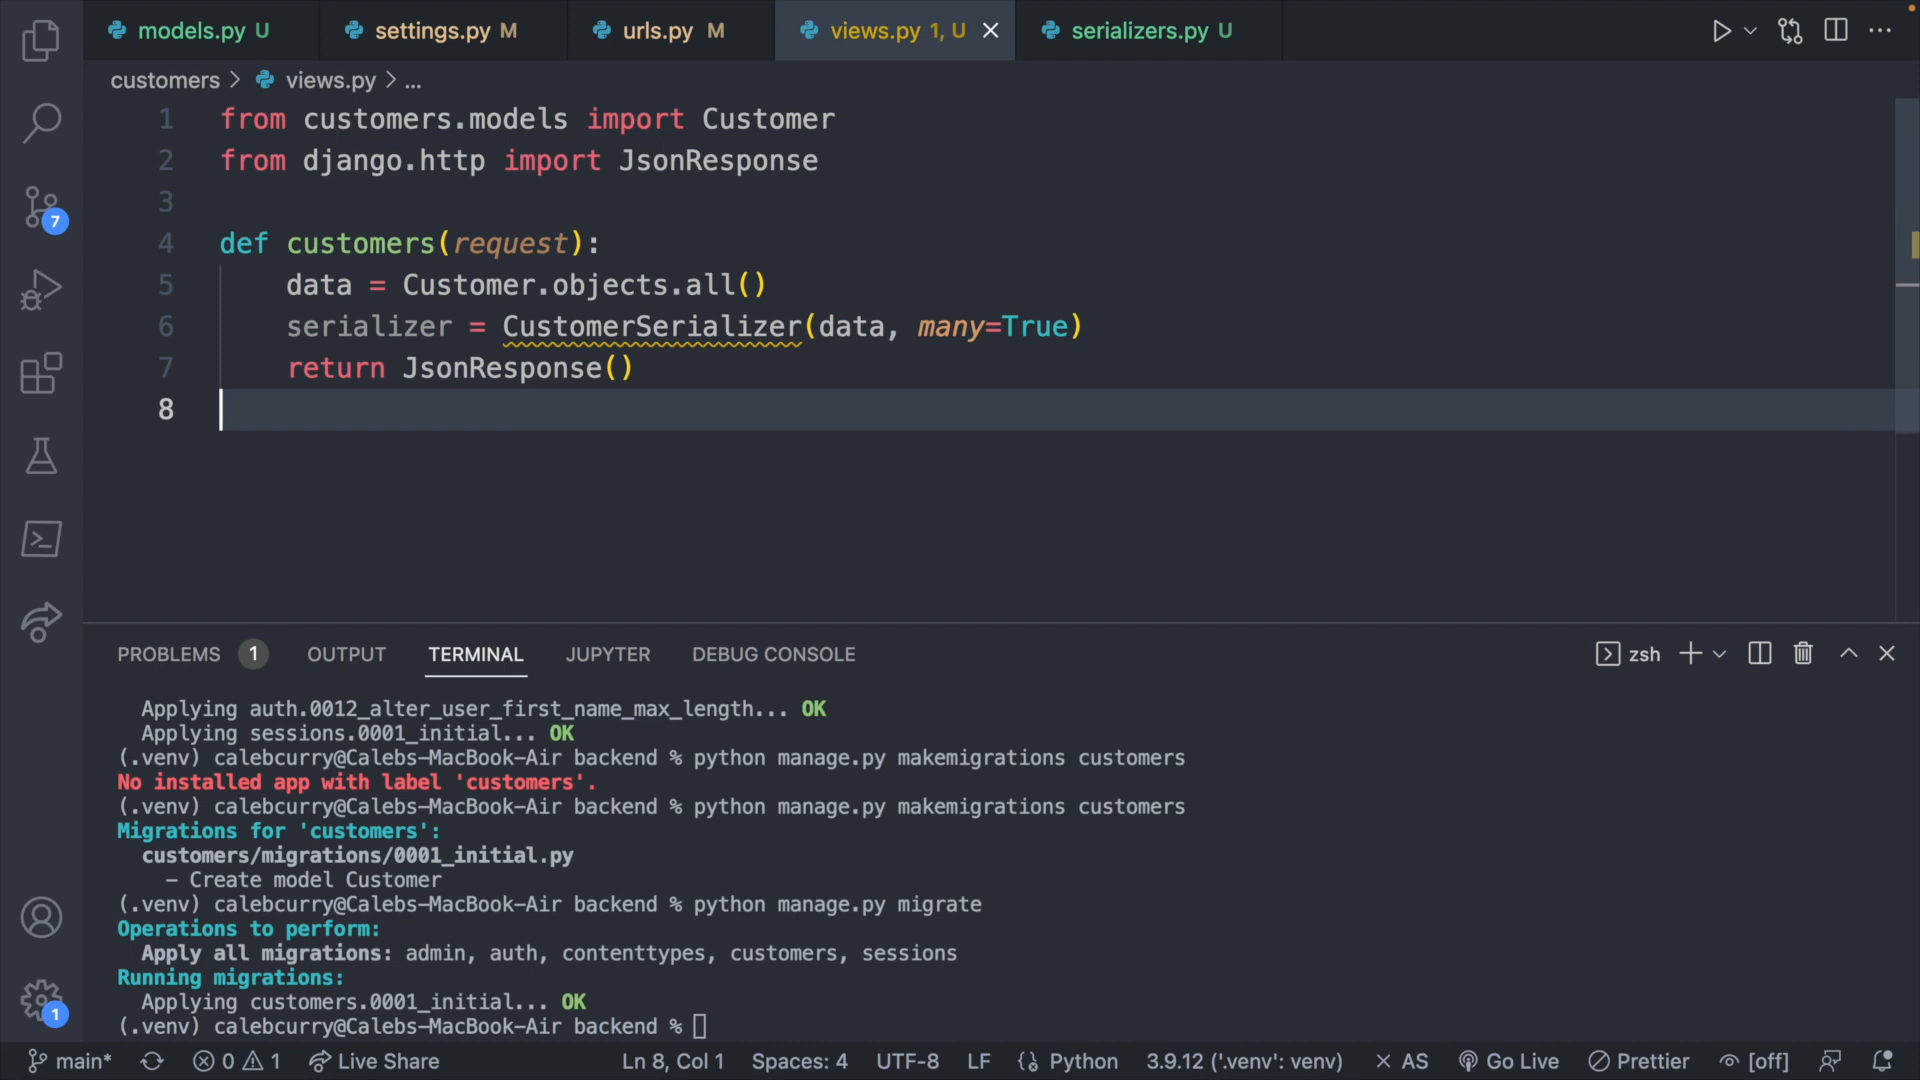 models.py U settings.py M urls.py M views.py 1, U serializers.py U
customers > views.py > ...
1 from customers.models import Customer
2 from django.http import JsonResponse
3
4 def customers(request):
5 data = Customer.objects.all()
6 serializer = CustomerSerializer(data, many=True)
7 return JsonResponse()
8
7
PROBLEMS 1 OUTPUT TERMINAL JUPYTER DEBUG CONSOLE zsh
Applying auth.0012_alter_user_first_name_max_length... OK
Applying sessions.0001_initial... OK
(.venv) calebcurry@Calebs-MacBook-Air backend % python manage.py makemigrations customers
No installed app with label 'customers'.
(.venv) calebcurry@Calebs-MacBook-Air backend % python manage.py makemigrations customers
Migrations for 'customers':
customers/migrations/0001_initial.py
– Create model Customer
(.venv) calebcurry@Calebs-MacBook-Air backend % python manage.py migrate
Operations to perform:
Apply all migrations: admin, auth, contenttypes, customers, sessions
Running migrations:
Applying customers.0001_initial... OK
(.venv) calebcurry@Calebs-MacBook-Air backend %
1
main* 0 1 Live Share Ln 8, Col 1 Spaces: 4 UTF-8 LF Python 3.9.12 ('.venv': venv) AS Go Live Prettier [off]